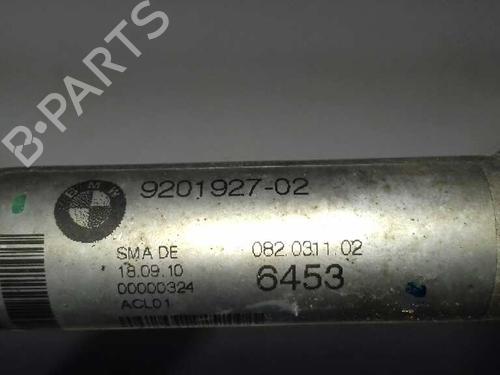 B-PARTS
BMW
9201927-02
SMA DE 082 0311 02
18.09.10 6453
00000324
ACL01